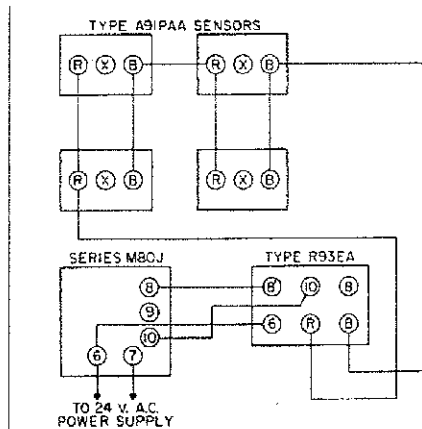 TYPE A91PAA SENSORS
R X B R X B
R X B R X B
SERIES M80J TYPE R93EA
8 8 10 8
9
10 6 R B
6 7
TO 24 V. A.C.
POWER SUPPLY